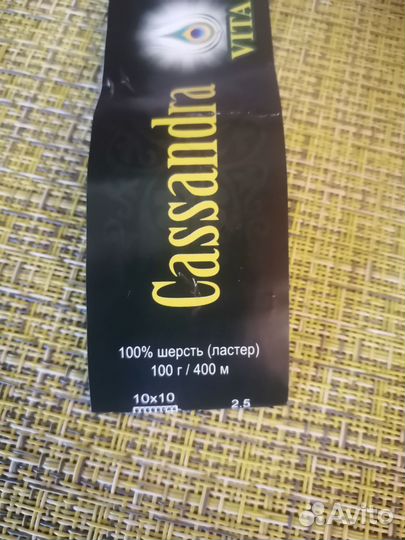 VITA
Cassandra
100% шерсть (ластер)
100 г / 400 м
10x10
2,5
Avito